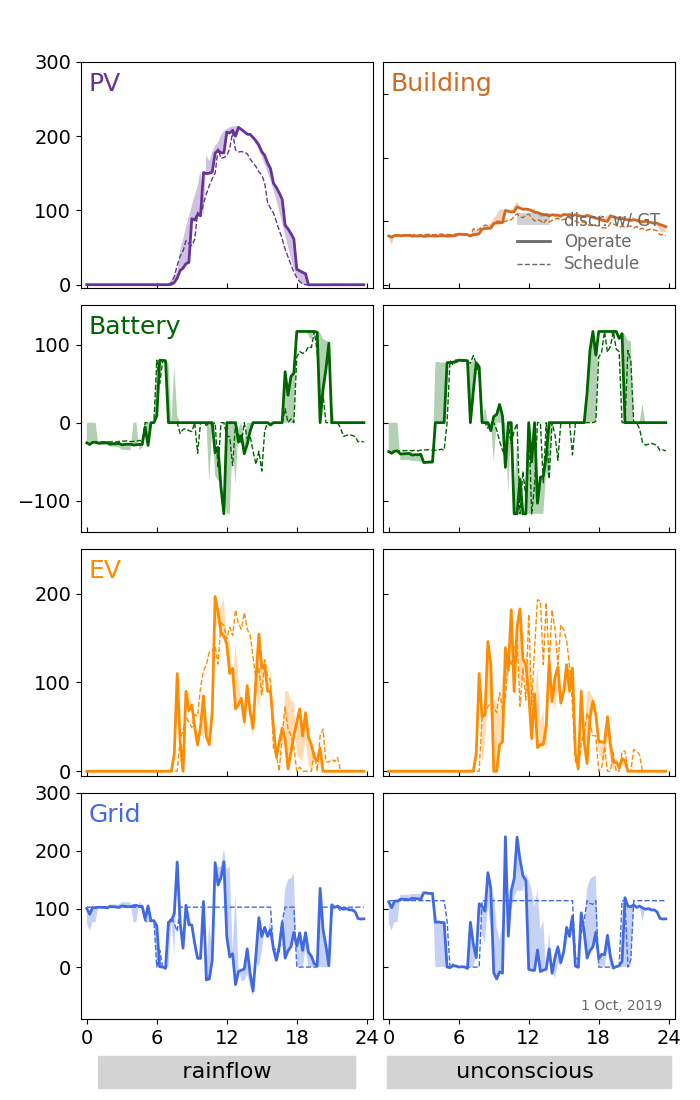 300
PV
Building
200
100
discr. w/ GT
Operate
Schedule
0
Battery
100
0
−100
EV
200
100
0
300
Grid
200
100
0
1 Oct, 2019
0 6 12 18 24 0 6 12 18 24
rainflow unconscious